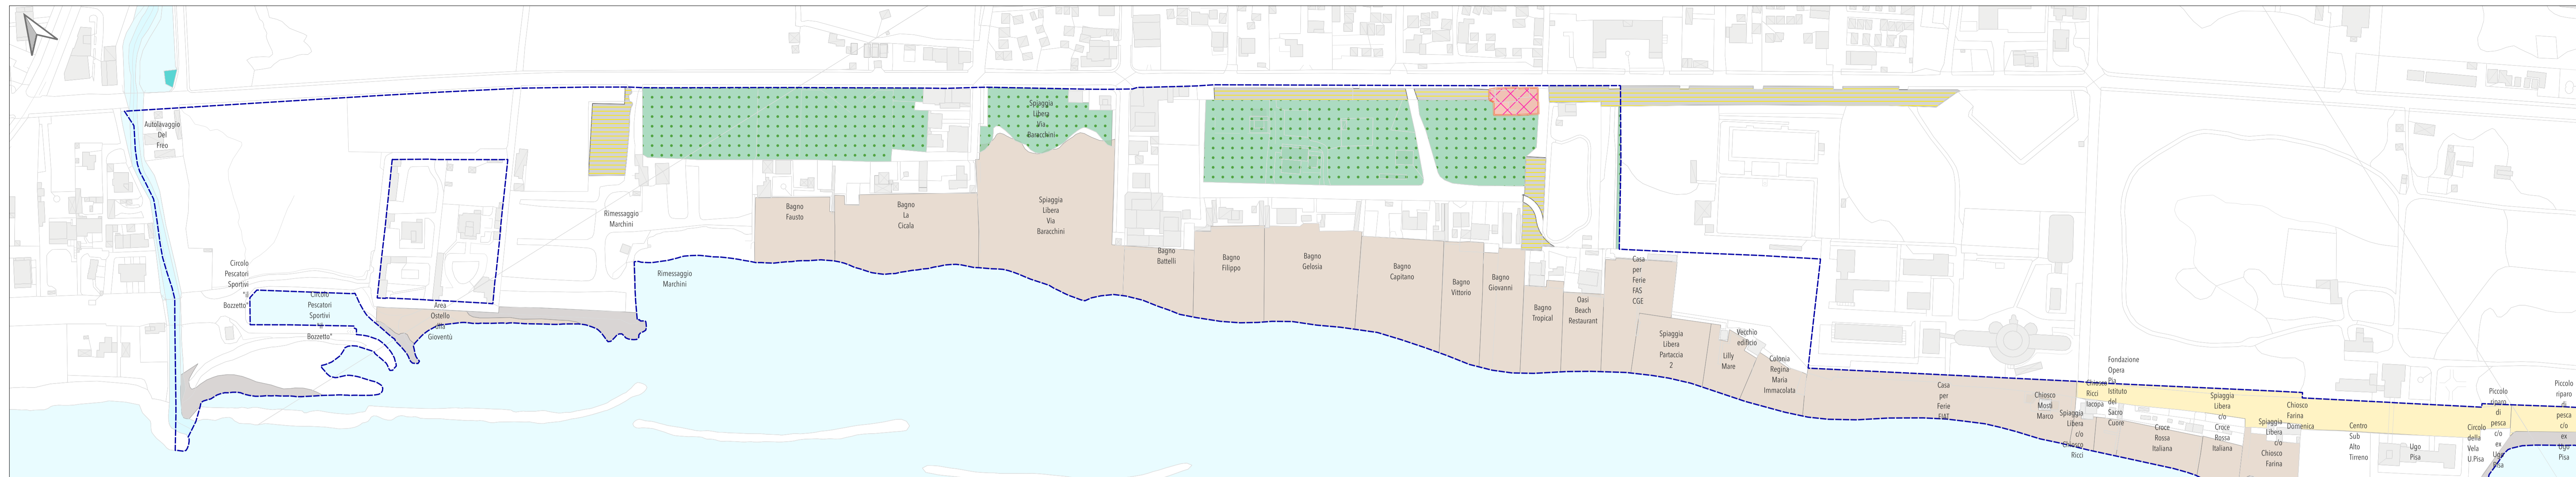 Autolavaggio
Del
Freo
Circolo
Pescatori
Sportivi
"il
Bozzetto"
Circolo
Pescatori
Sportivi
"il
Bozzetto"
Area
Ostello
della
Gioventù
Rimessaggio
Marchini
Rimessaggio
Marchini
Bagno
Fausto
Bagno
La
Cicala
Spiaggia
Libera
Via
Baracchini
Spiaggia
Libera
Via
Baracchini
Bagno
Battelli
Bagno
Filippo
Bagno
Gelosia
Bagno
Capitano
Bagno
Vittorio
Bagno
Giovanni
Bagno
Tropical
Oasi
Beach
Restaurant
Casa
per
Ferie
FAS
CGE
Spiaggia
Libera
Partaccia
2
Lilly
Mare
Vecchio
edificio
Colonia
Regina
Maria
Immacolata
Casa
per
Ferie
FIAT
Chiosco
Mosti
Marco
Spiaggia
Libera
c/o
Chiosco
Ricci
Chiosco
Ricci
Iacopa
Fondazione
Opera
Pia
Istituto
del
Sacro
Cuore
Croce
Rossa
Italiana
Spiaggia
Libera
c/o
Croce
Rossa
Italiana
Spiaggia
Libera
c/o
Chiosco
Farina
Chiosco
Farina
Domenica
Centro
Sub
Alto
Tirreno
Ugo
Pisa
Circolo
della
Vela
U.Pisa
Piccolo
riparo
di
pesca
c/o
ex
Ugo
Pisa
Piccolo
riparo
di
pesca
c/o
ex
Ugo
Pisa